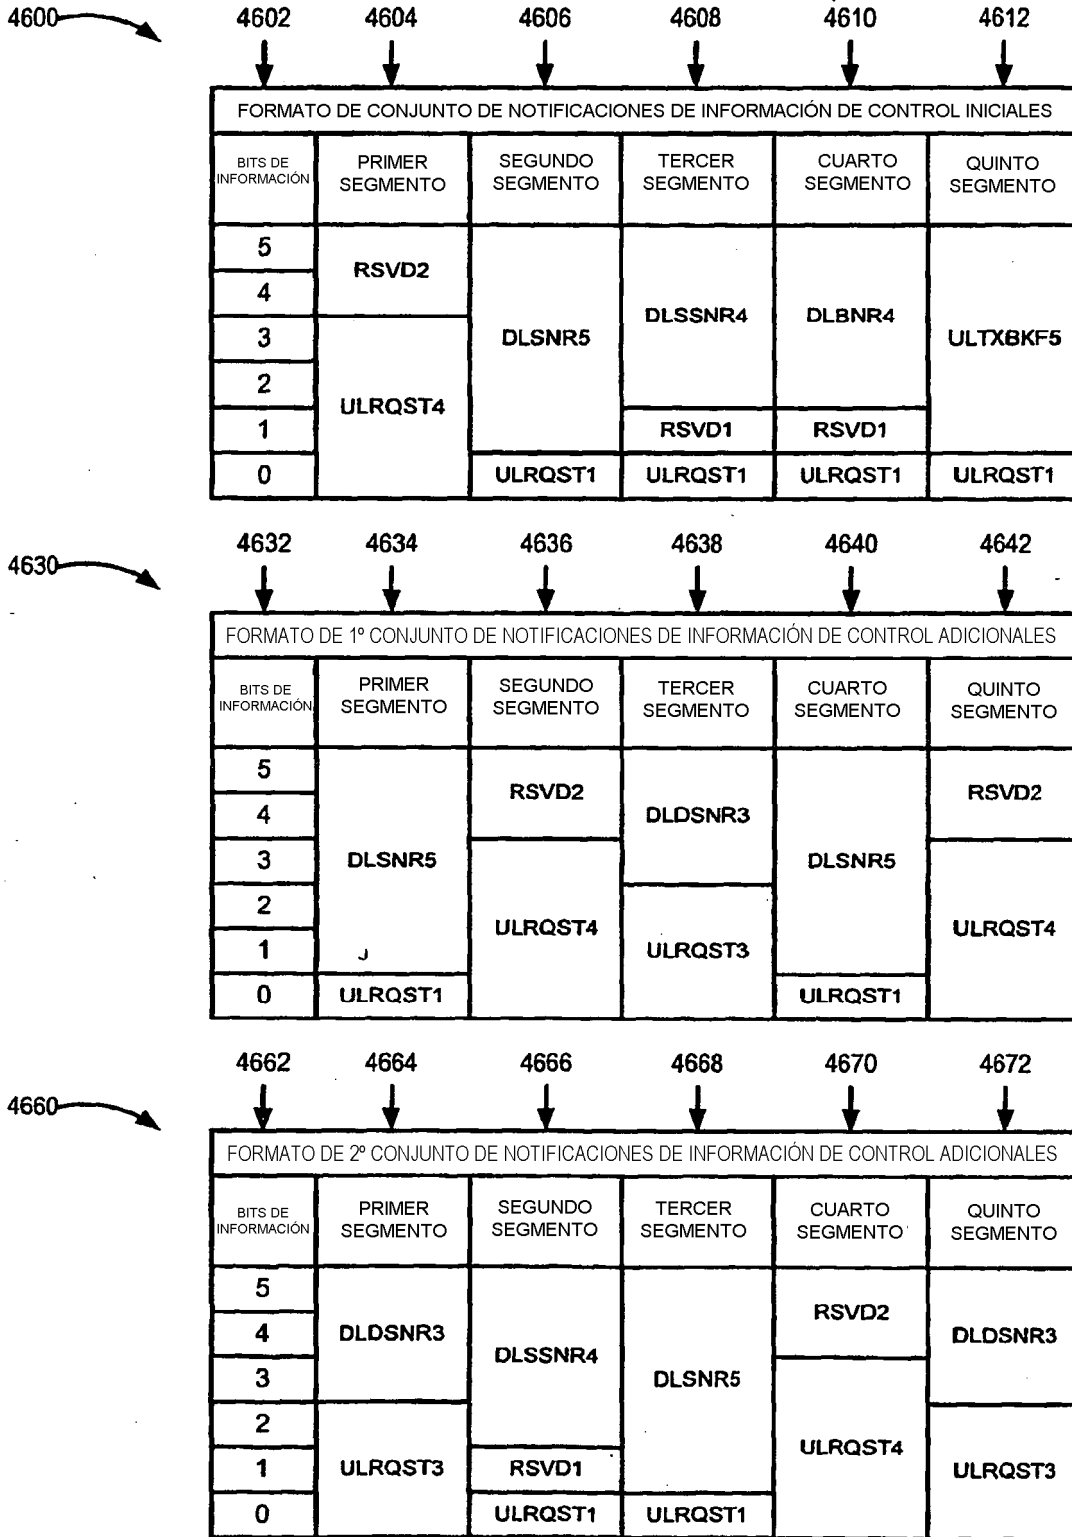 4600 4602 4604 4606 4608 4610 4612
FORMATO DE CONJUNTO DE NOTIFICACIONES DE INFORMACIÓN DE CONTROL INICIALES
BITS DE INFORMACIÓN PRIMER SEGMENTO SEGUNDO SEGMENTO TERCER SEGMENTO CUARTO SEGMENTO QUINTO SEGMENTO
5
RSVD2
4
DLSSNR4 DLBNR4
3 DLSNR5 ULTXBKF5
2
ULRQST4
1 RSVD1 RSVD1
0 ULRQST1 ULRQST1 ULRQST1 ULRQST1
4630 4632 4634 4636 4638 4640 4642
FORMATO DE 1º CONJUNTO DE NOTIFICACIONES DE INFORMACIÓN DE CONTROL ADICIONALES
BITS DE INFORMACIÓN PRIMER SEGMENTO SEGUNDO SEGMENTO TERCER SEGMENTO CUARTO SEGMENTO QUINTO SEGMENTO
5
RSVD2 RSVD2
4 DLDSNR3
3 DLSNR5 DLSNR5
2
ULRQST4 ULRQST4
1 ULRQST3
0 ULRQST1 ULRQST1
4660 4662 4664 4666 4668 4670 4672
FORMATO DE 2º CONJUNTO DE NOTIFICACIONES DE INFORMACIÓN DE CONTROL ADICIONALES
BITS DE INFORMACIÓN PRIMER SEGMENTO SEGUNDO SEGMENTO TERCER SEGMENTO CUARTO SEGMENTO QUINTO SEGMENTO
5
RSVD2
4 DLDSNR3 DLDSNR3
DLSSNR4
3 DLSNR5
2
ULRQST4
1 ULRQST3 RSVD1 ULRQST3
0 ULRQST1 ULRQST1